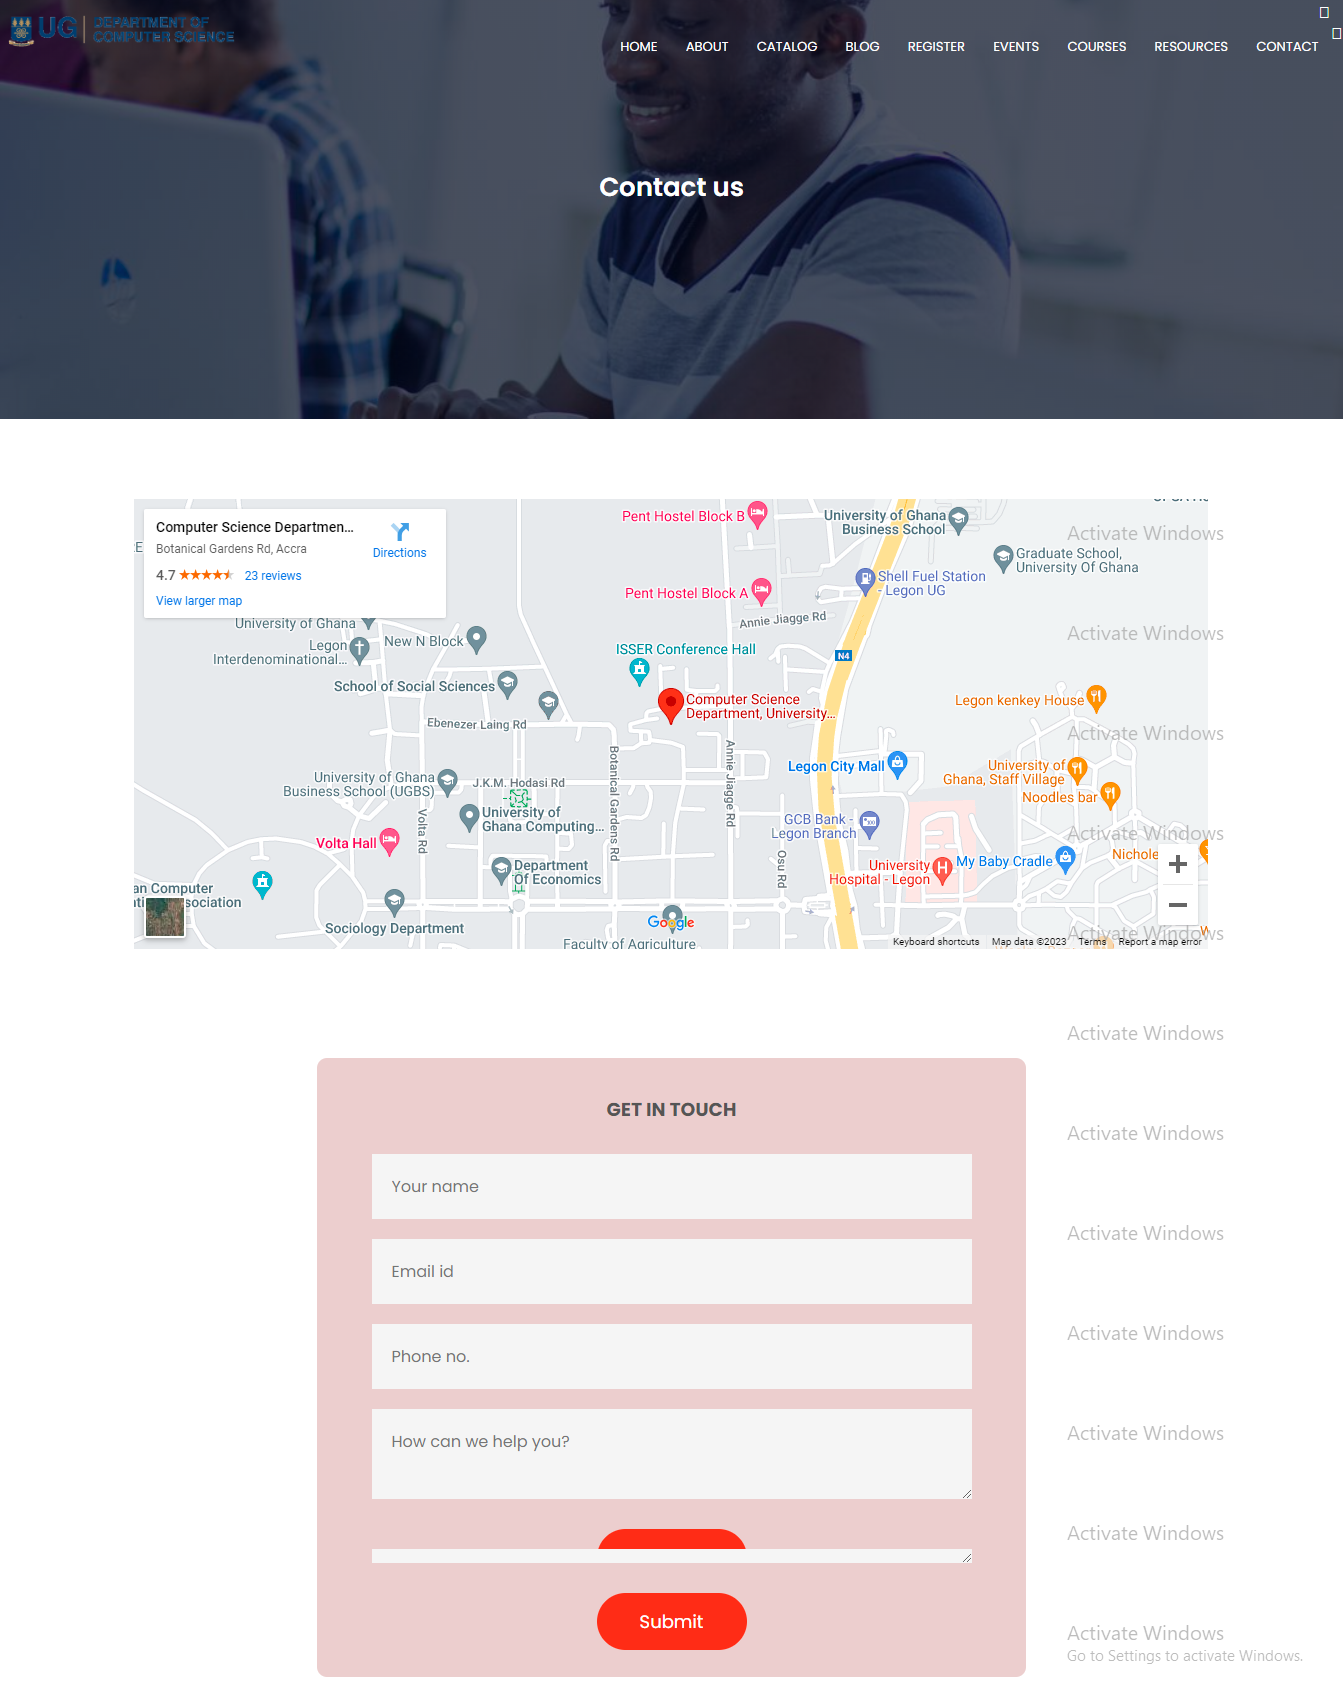 UG | DEPARTMENT OF
COMPUTER SCIENCE
HOME ABOUT CATALOG BLOG REGISTER EVENTS COURSES RESOURCES CONTACT
Contact us
Computer Science Departmen...
Botanical Gardens Rd, Accra
4.7
23 reviews
View larger map
Directions
Pent Hostel Block B
University of Ghana
Business School
Activate Windows
Graduate School,
University Of Ghana
Shell Fuel Station
- Legon UG
Pent Hostel Block A
Annie Jiagge Rd
University of Ghana
New N Block
Legon
Interdenominational...
ISSER Conference Hall
Activate Windows
N4
School of Social Sciences
Computer Science
Department, University...
Legon kenkey House
Ebenezer Laing Rd
Activate Windows
Botanical Gardens Rd
Annie Jiagge Rd
Legon City Mall
University of
Ghana, Staff Village
University of Ghana
Business School (UGBS)
J.K.M. Hodasi Rd
Noodles bar
University of
Ghana Computing...
Volta Rd
GCB Bank -
Legon Branch
Activate Windows
Volta Hall
Osu Rd
Nichole
My Baby Cradle
University
Hospital - Legon
Department
Of Economics
an Computer
Association
Sociology Department
Google
Faculty of Agriculture
Activate Windows
Keyboard shortcuts
Map data ©2023
Terms
Report a map error
Activate Windows
GET IN TOUCH
Activate Windows
Your name
Activate Windows
Email id
Activate Windows
Phone no.
Activate Windows
How can we help you?
Activate Windows
Submit
Activate Windows
Go to Settings to activate Windows.